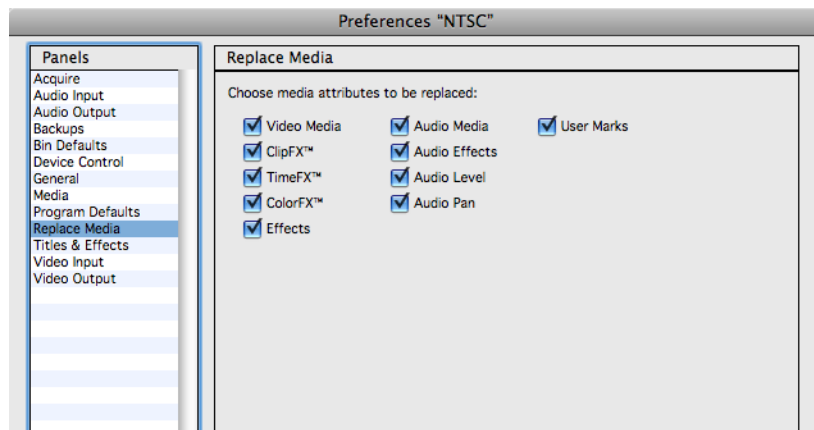 Preferences “NTSC”
Panels
Acquire
Audio Input
Audio Output
Backups
Bin Defaults
Device Control
General
Media
Program Defaults
Replace Media
Titles & Effects
Video Input
Video Output
Replace Media
Choose media attributes to be replaced:
Video Media
Audio Media
User Marks
ClipFX™
Audio Effects
TimeFX™
Audio Level
ColorFX™
Audio Pan
Effects